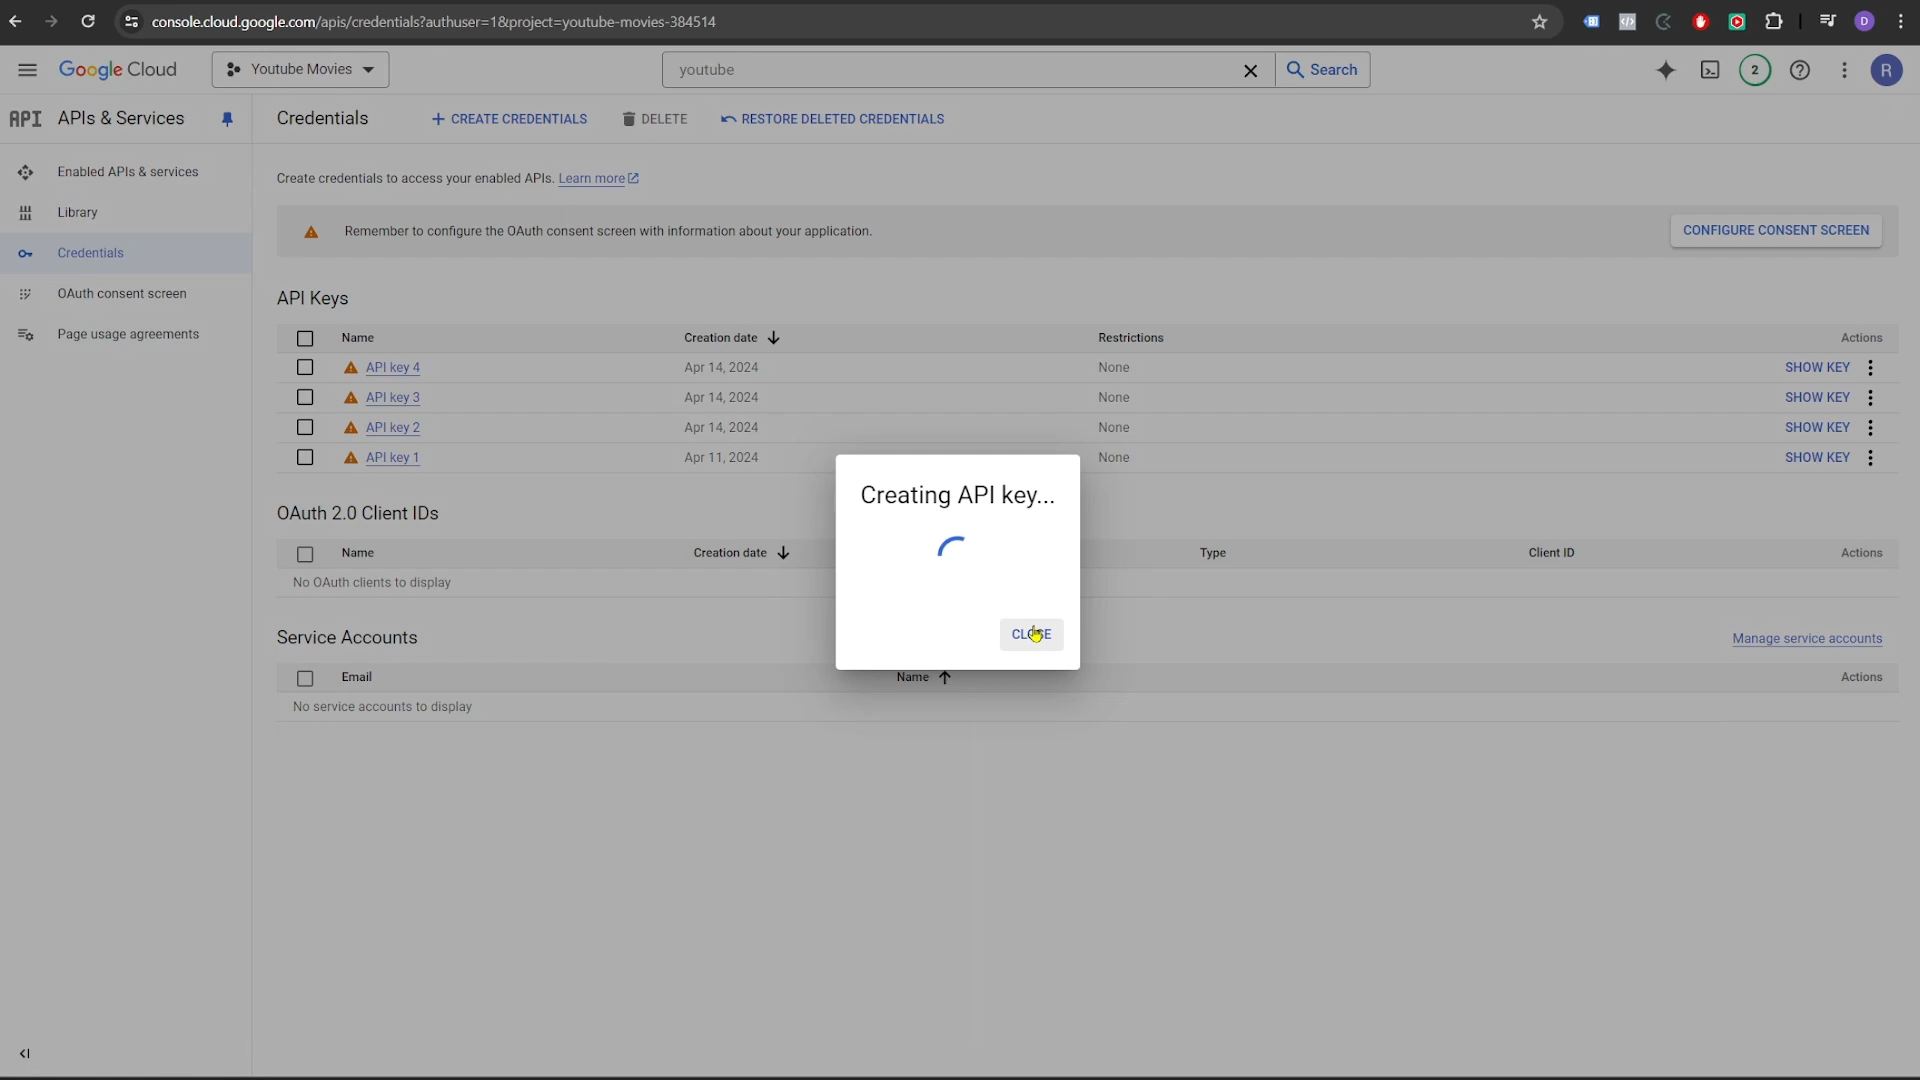 console.cloud.google.com/apis/credentials?authuser=1&project=youtube-movies-384514
D
Google Cloud
Youtube Movies
youtube
Search
2
R
API APIs & Services
Credentials
CREATE CREDENTIALS
DELETE
RESTORE DELETED CREDENTIALS
Enabled APIs & services
Library
Credentials
OAuth consent screen
Page usage agreements
Create credentials to access your enabled APIs. Learn more
Remember to configure the OAuth consent screen with information about your application.
CONFIGURE CONSENT SCREEN
API Keys
Name Creation date Restrictions Actions
API key 4 Apr 14, 2024 None SHOW KEY
API key 3 Apr 14, 2024 None SHOW KEY
API key 2 Apr 14, 2024 None SHOW KEY
API key 1 Apr 11, 2024 None SHOW KEY
Creating API key...
CLOSE
OAuth 2.0 Client IDs
Name Creation date Type Client ID Actions
No OAuth clients to display
Service Accounts
Manage service accounts
Email Name Actions
No service accounts to display